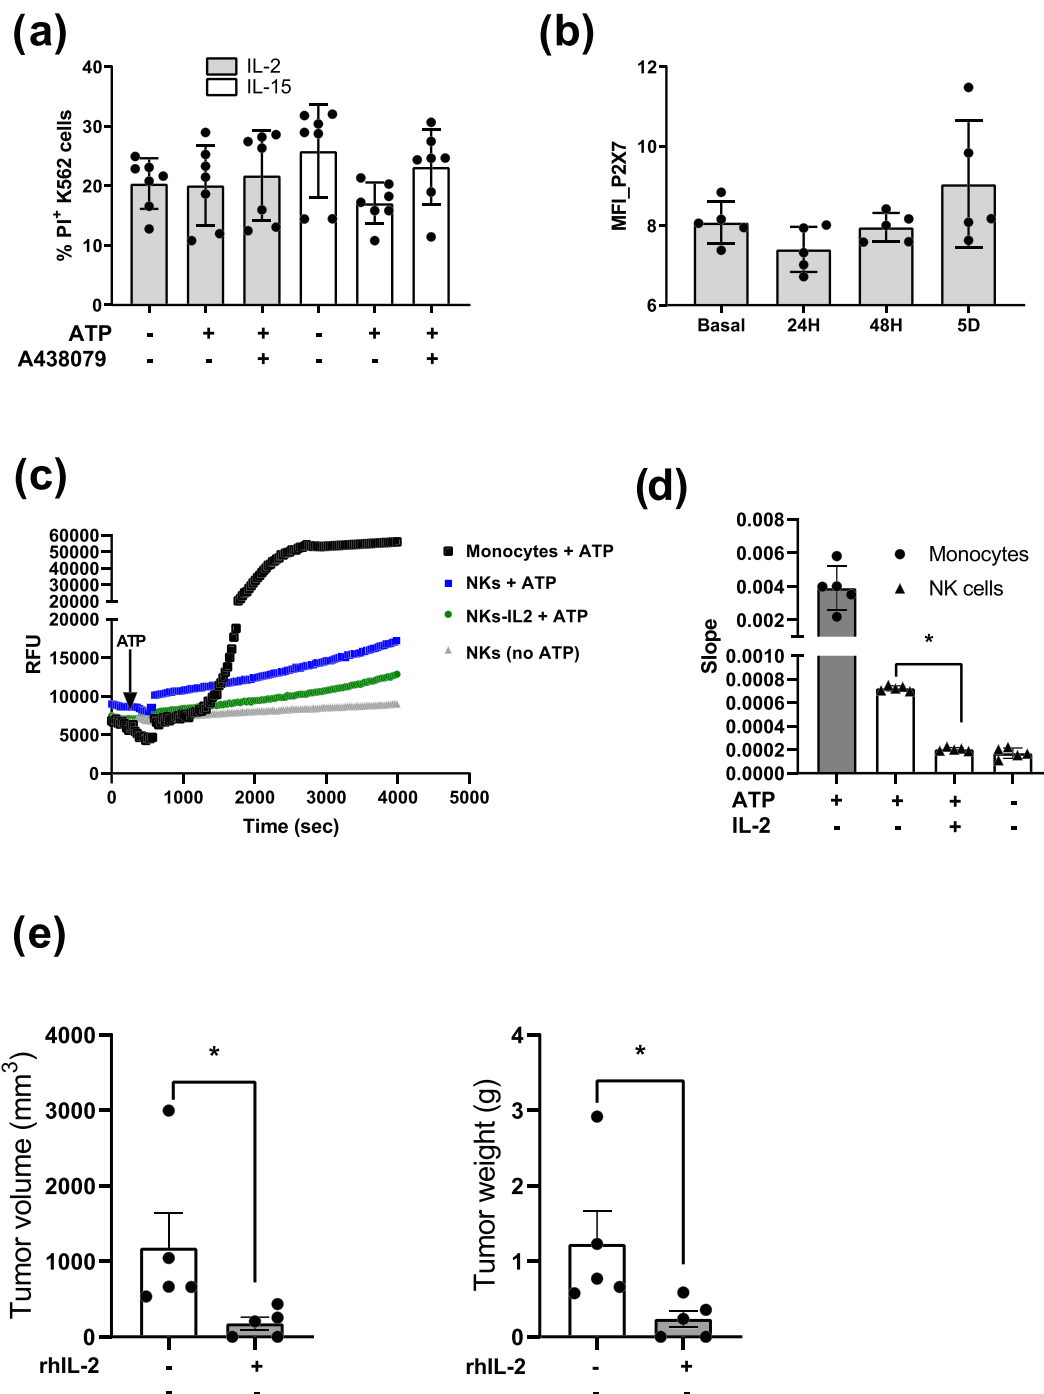 (a)
IL-2
IL-15
% PI+ K562 cells
40
30
20
10
0
ATP - + + - + +
A438079 - - + - - +
(b)
MFI_P2X7
12
10
8
6
Basal 24H 48H 5D
(c)
RFU
60000
50000
40000
30000
20000
20000
15000
10000
5000
0
ATP
0 1000 2000 3000 4000 5000
Time (sec)
Monocytes + ATP
NKs + ATP
NKs-IL2 + ATP
NKs (no ATP)
(d)
Slope
0.008
0.006
0.004
0.002
0.0010
0.0008
0.0006
0.0004
0.0002
0.0000
Monocytes
NK cells
*
ATP + + + -
IL-2 - - + -
(e)
Tumor volume (mm3)
4000
3000
2000
1000
0
*
rhIL-2 - +
- -
Tumor weight (g)
4
3
2
1
0
*
rhIL-2 - +
- -